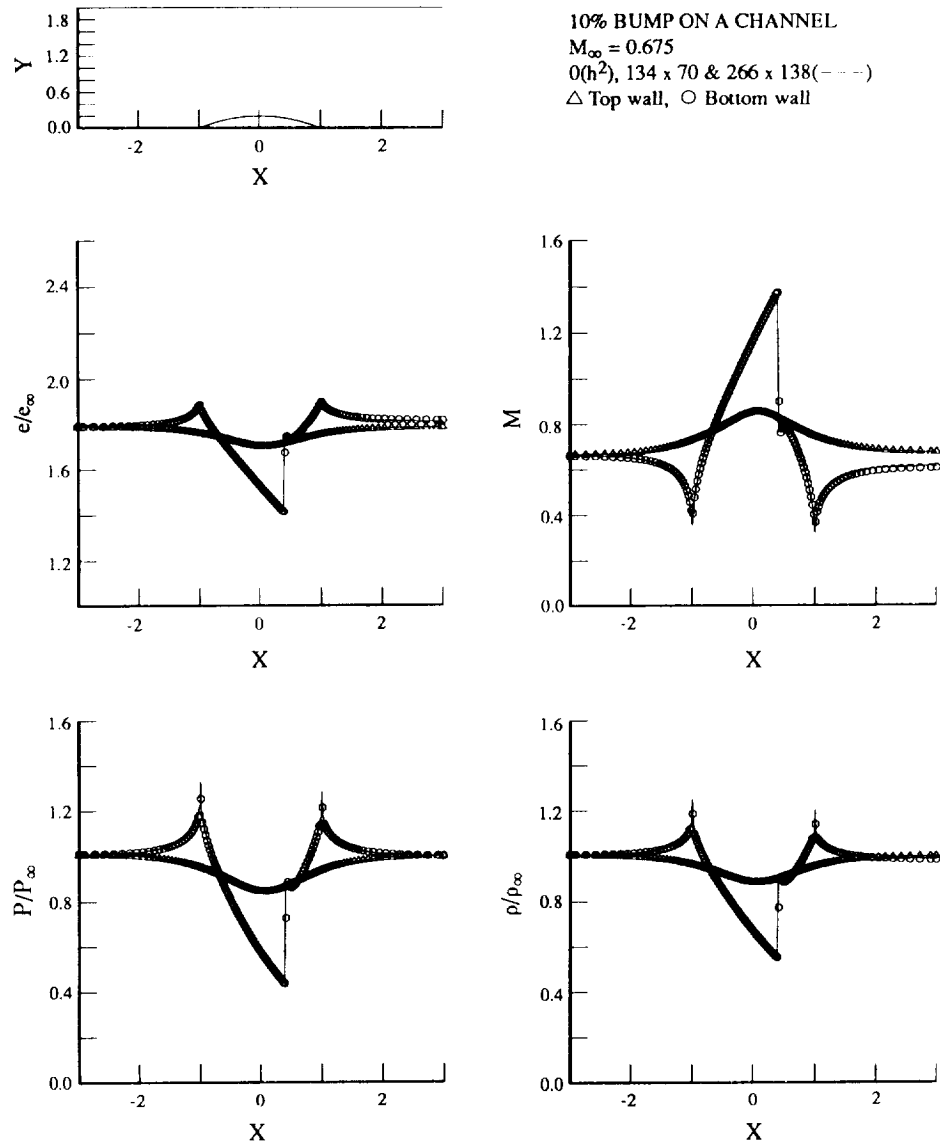 10% BUMP ON A CHANNEL
M∞ = 0.675
0(h²), 134 x 70 & 266 x 138(----)
△ Top wall, ○ Bottom wall
1.8
1.2
0.6
0.0
Y
-2
0
2
X
2.4
2.0
1.6
1.2
e/e∞
-2
0
2
X
1.6
1.2
0.8
0.4
0.0
M
-2
0
2
X
1.6
1.2
0.8
0.4
0.0
P/P∞
-2
0
2
X
1.6
1.2
0.8
0.4
0.0
ρ/ρ∞
-2
0
2
X